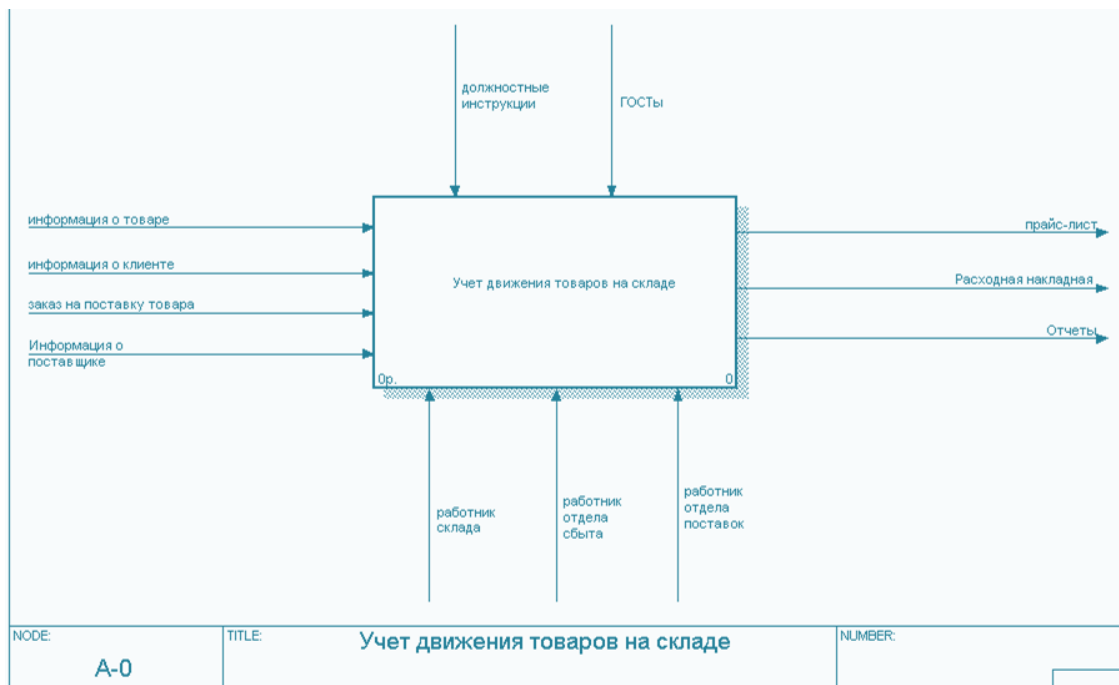 должностные
инструкции
ГОСТы
информация о товаре
прайс-лист
информация о клиенте
Учет движения товаров на складе
Расходная накладная
заказ на поставку товара
Отчеты
Информация о
поставщике
0р.
0
работник
склада
работник
отдела
сбыта
работник
отдела
поставок
NODE:
A-0
TITLE:
Учет движения товаров на складе
NUMBER: